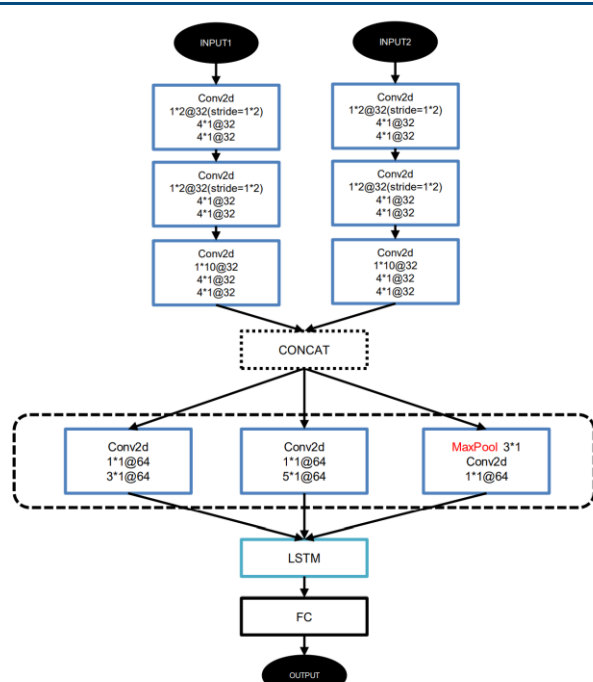 INPUT1
INPUT2
Conv2d
1*2@32(stride=1*2)
4*1@32
4*1@32
Conv2d
1*2@32(stride=1*2)
4*1@32
4*1@32
Conv2d
1*2@32(stride=1*2)
4*1@32
4*1@32
Conv2d
1*2@32(stride=1*2)
4*1@32
4*1@32
Conv2d
1*10@32
4*1@32
4*1@32
Conv2d
1*10@32
4*1@32
4*1@32
CONCAT
Conv2d
1*1@64
3*1@64
Conv2d
1*1@64
5*1@64
MaxPool 3*1
Conv2d
1*1@64
LSTM
FC
OUTPUT